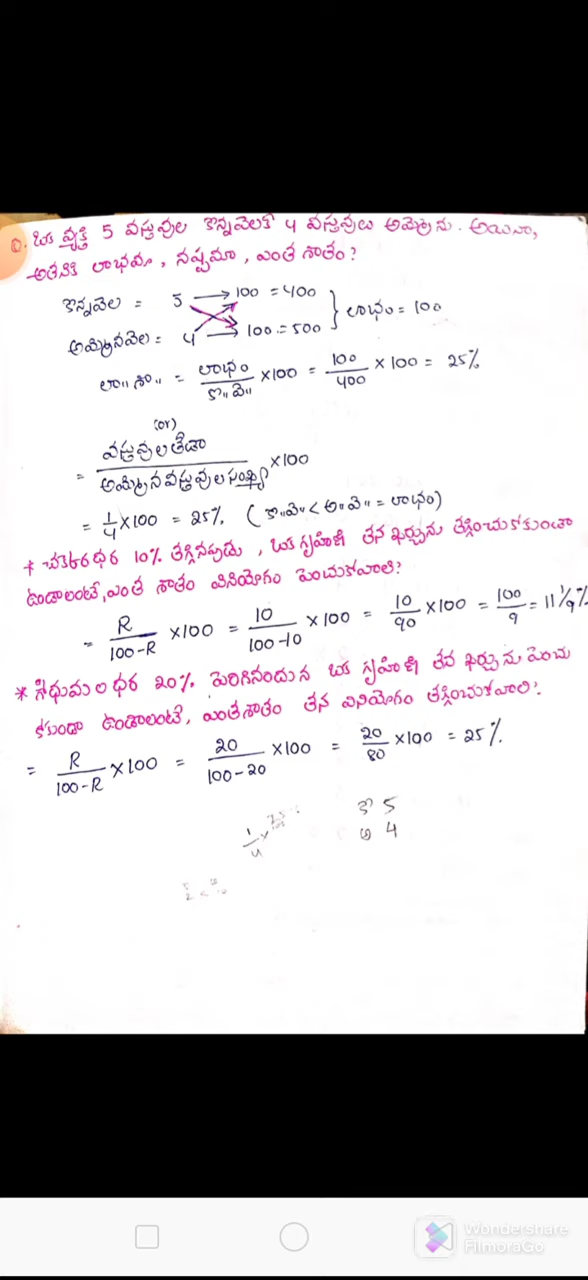 Q. ఒక వ్యక్తి 5 వస్తువుల కొన్నవెలకి 4 వస్తువులు అమ్మెను. అయినా,
అతనికి లాభమా, నష్టమా, ఎంత శాతం?
కొన్నవెల = 5 → 100 = 400
అమ్మినవెల = 4 → 100 = 500 } లాభం = 100
లా" శా" = లాభం / కొ"వె" × 100 = 100/400 × 100 = 25%
(or)
= వస్తువుల తేడా / అమ్మిన వస్తువుల సంఖ్య × 100
= 1/4 × 100 = 25% (కొ"వె" < అ"వె" = లాభం)
* చక్కెర ధర 10% తగ్గినపుడు, ఒక గృహిణి తన ఖర్చును తగ్గించుకోకుంతా
ఉండాలంటే, ఎంత శాతం వినియోగం పెంచుకోవాలి?
= R/100-R × 100 = 10/100-10 × 100 = 10/90 × 100 = 100/9 = 11 1/9%
* గోధుమల ధర 20% పెరిగినందున ఒక గృహిణి తన ఖర్చును పెంచు
కోకుండా ఉండాలంటే, ఎంతశాతం తన వినియోగం తగ్గించుకోవాలి?
= R/100-R × 100 = 20/100-20 × 100 = 20/80 × 100 = 25%
కొ 5
1/4 × అ 4
Wondershare
FilmoraGo